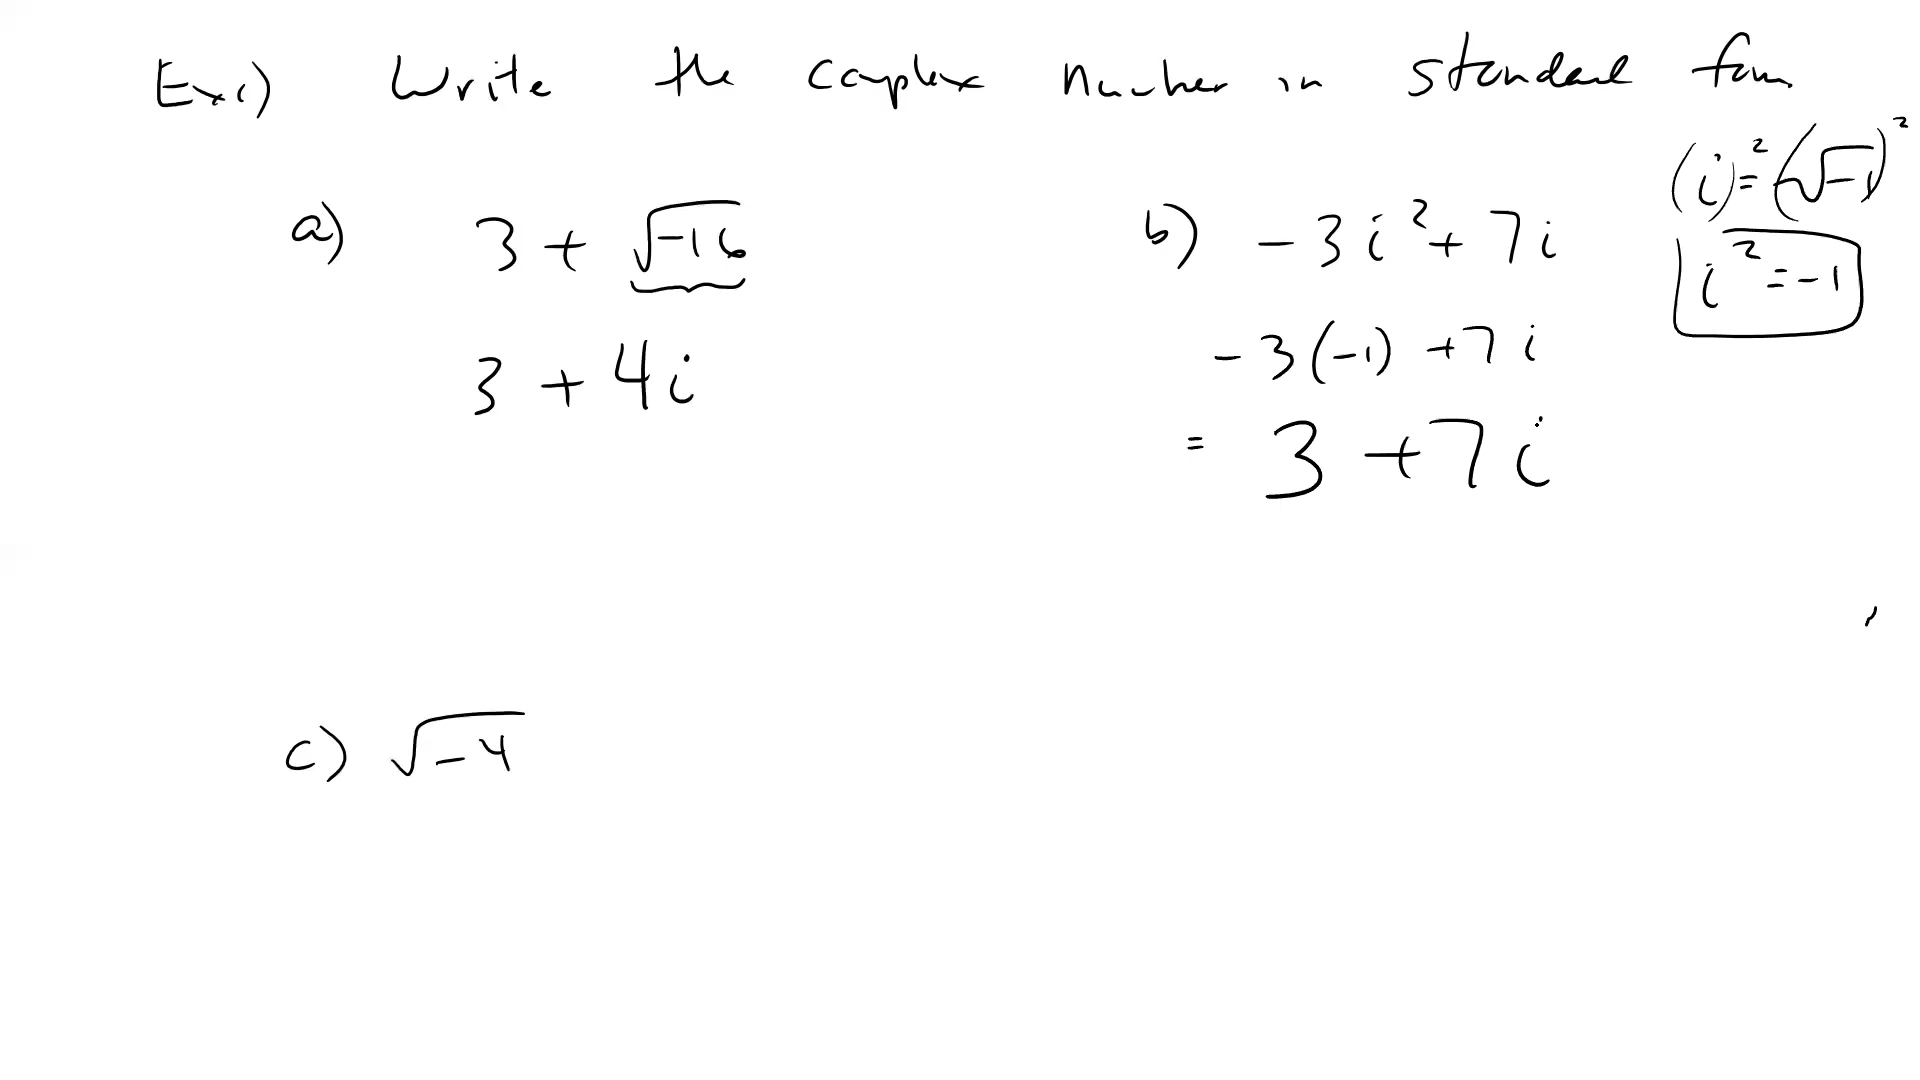 Ex1) Write the complex number in standard form
a) 3 + √-16
3 + 4i
b) -3i² + 7i
-3(-1) + 7i
= 3 + 7i
(i)² = (√-1)²
i² = -1
c) √-4